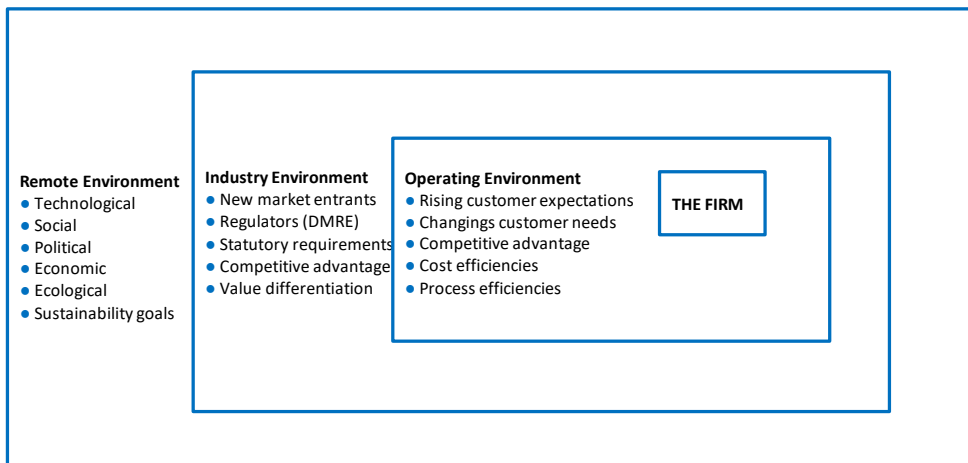 Remote Environment
● Technological
● Social
● Political
● Economic
● Ecological
● Sustainability goals
Industry Environment
● New market entrants
● Regulators (DMRE)
● Statutory requirements
● Competitive advantage
● Value differentiation
Operating Environment
● Rising customer expectations
● Changings customer needs
● Competitive advantage
● Cost efficiencies
● Process efficiencies
THE FIRM